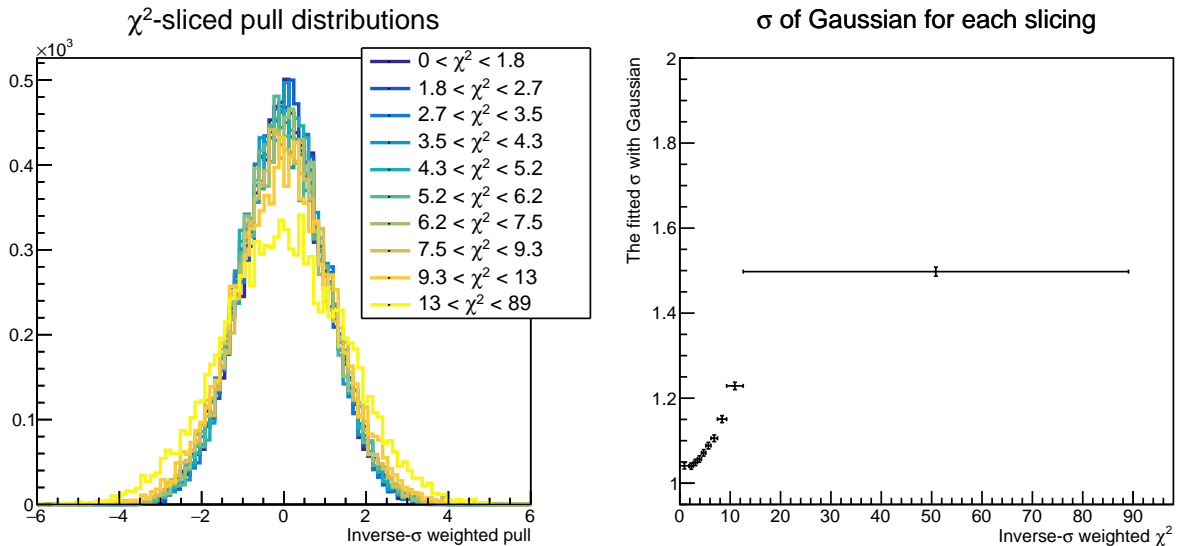 χ²-sliced pull distributions
×10³
0 < χ² < 1.8
1.8 < χ² < 2.7
2.7 < χ² < 3.5
3.5 < χ² < 4.3
4.3 < χ² < 5.2
5.2 < χ² < 6.2
6.2 < χ² < 7.5
7.5 < χ² < 9.3
9.3 < χ² < 13
13 < χ² < 89
0.5
0.4
0.3
0.2
0.1
0
−6 −4 −2 0 2 4 6
Inverse-σ weighted pull
σ of Gaussian for each slicing
The fitted σ with Gaussian
2
1.8
1.6
1.4
1.2
1
0 10 20 30 40 50 60 70 80 90
Inverse-σ weighted χ²